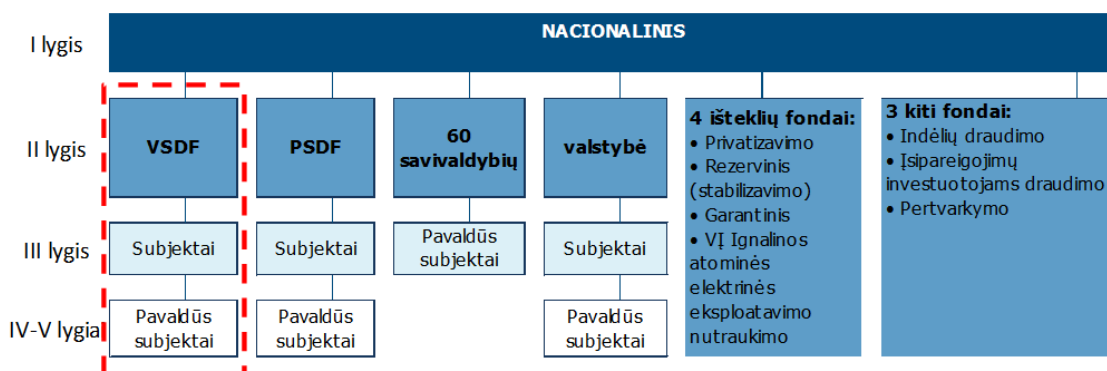 I lygis
NACIONALINIS
II lygis
VSDF
PSDF
60
savivaldybių
valstybė
4 išteklių fondai:
• Privatizavimo
• Rezervinis
(stabilizavimo)
• Garantinis
• VĮ Ignalinos
atominės
elektrinės
eksploatavimo
nutraukimo
3 kiti fondai:
• Indėlių draudimo
• Įsipareigojimų
investuotojams draudimo
• Pertvarkymo
III lygis
Subjektai
Subjektai
Pavaldūs
subjektai
Subjektai
IV-V lygia
Pavaldūs
subjektai
Pavaldūs
subjektai
Pavaldūs
subjektai